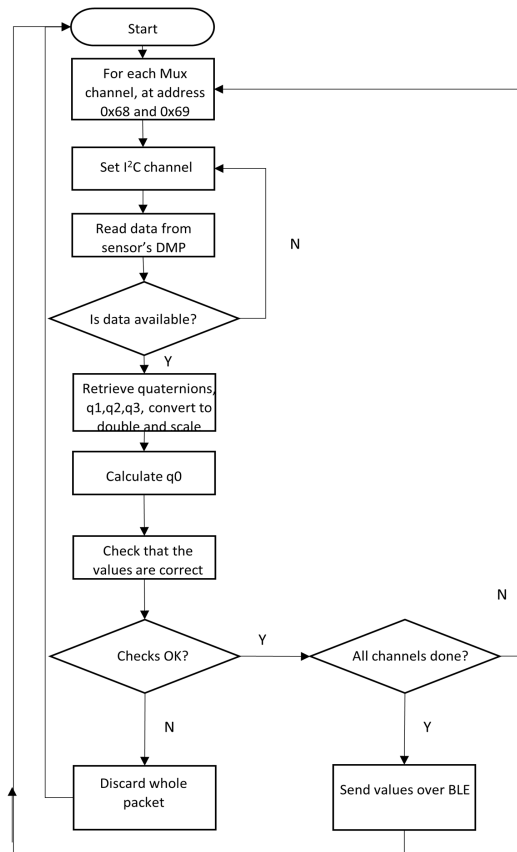 Start
For each Mux
channel, at address
0x68 and 0x69
Set I²C channel
Read data from
sensor's DMP
N
Is data available?
Y
Retrieve quaternions,
q1,q2,q3, convert to
double and scale
Calculate q0
Check that the
values are correct
N
Y
Checks OK?
All channels done?
N
Y
Discard whole
packet
Send values over BLE